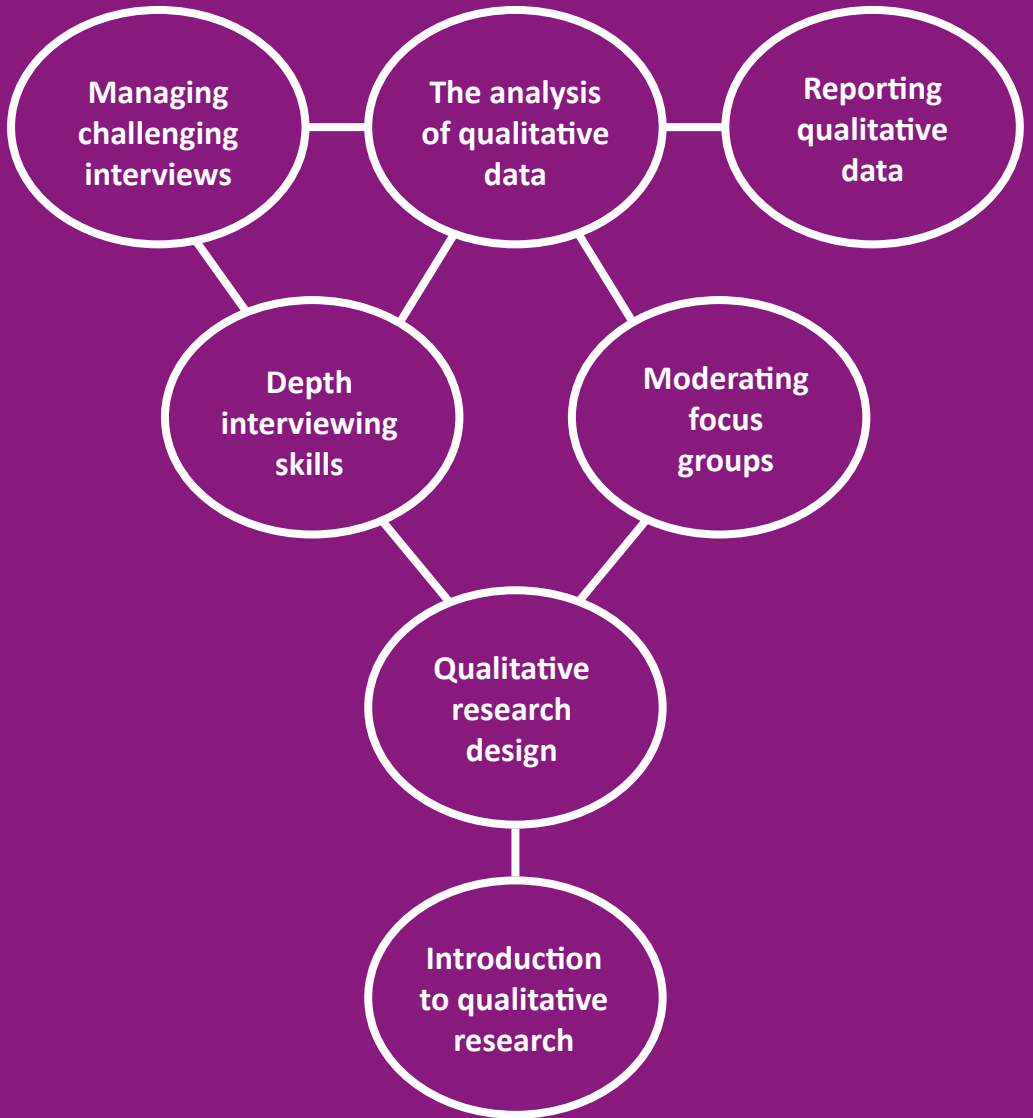 Managing
challenging
interviews
The analysis
of qualitative
data
Reporting
qualitative
data
Depth
interviewing
skills
Moderating
focus
groups
Qualitative
research
design
Introduction
to qualitative
research